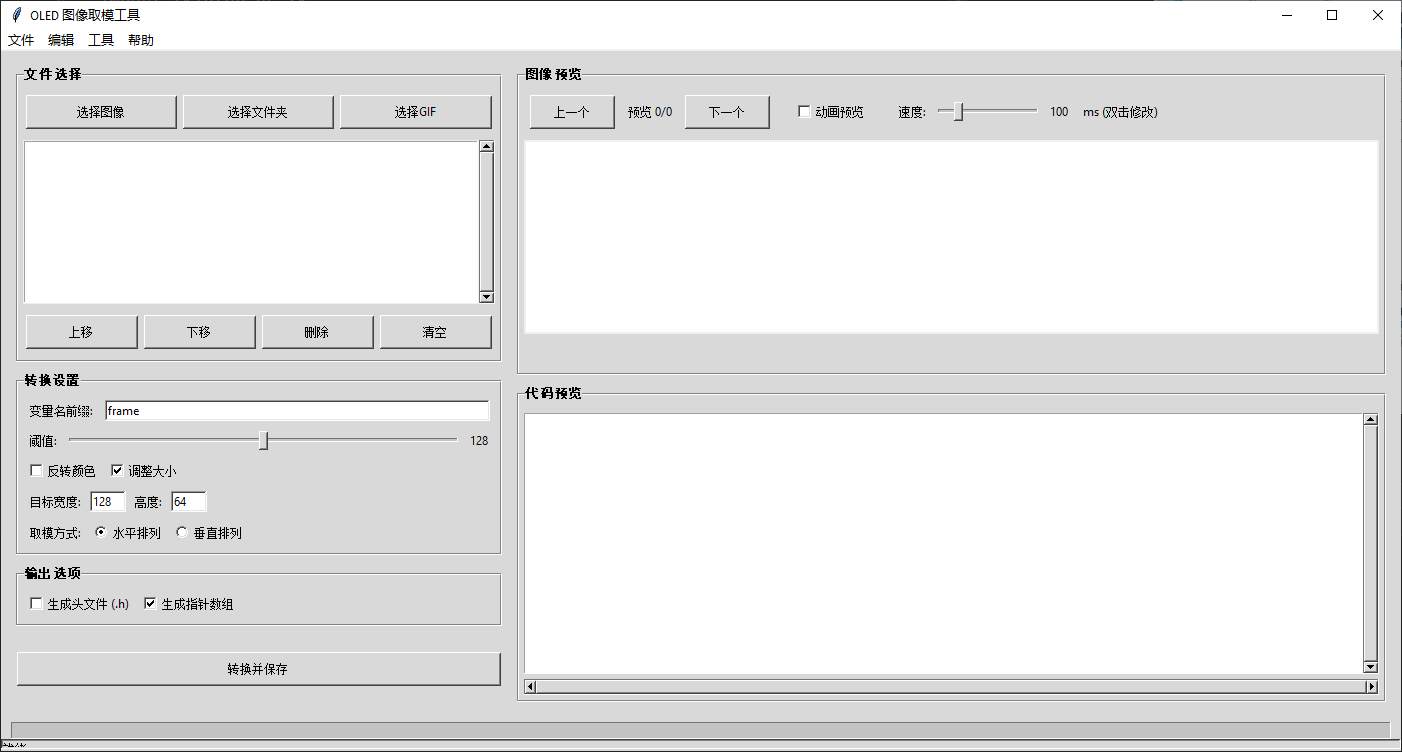 OLED 图像取模工具
文件 编辑 工具 帮助
文件选择
选择图像 选择文件夹 选择GIF
上移 下移 删除 清空
转换设置
变量名前缀: frame
阈值: 128
反转颜色 调整大小
目标宽度: 128 高度: 64
取模方式: 水平排列 垂直排列
输出选项
生成头文件 (.h) 生成指针数组
转换并保存
图像预览
上一个 预览 0/0 下一个 动画预览 速度: 100 ms (双击修改)
代码预览